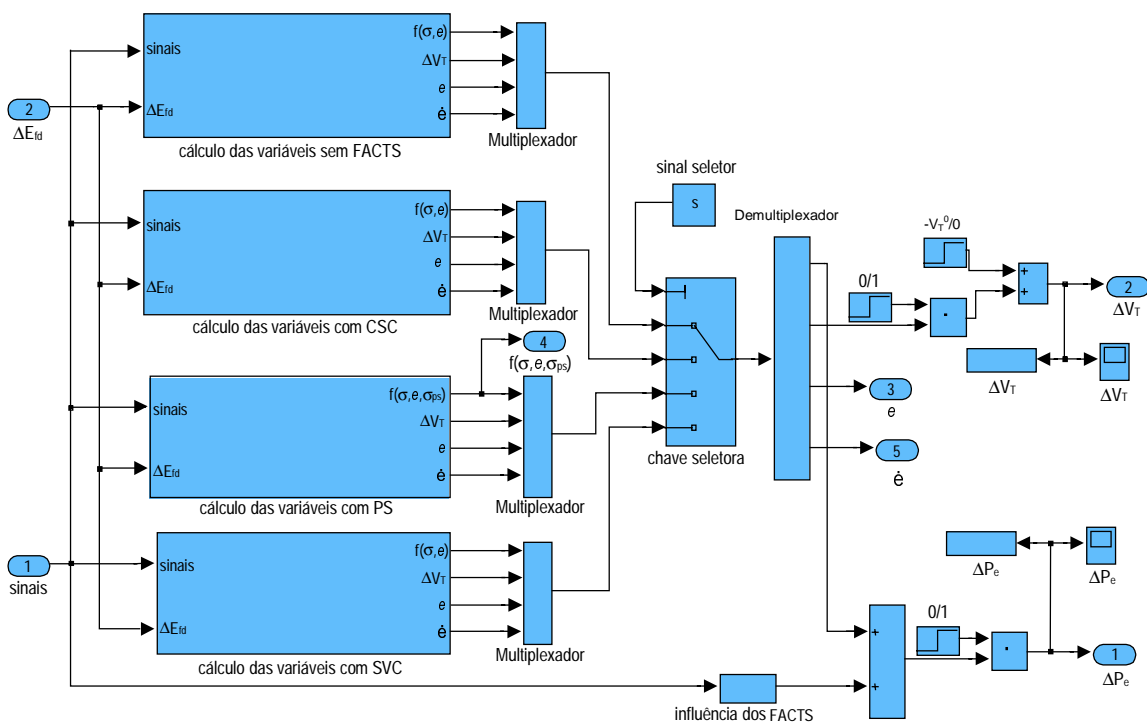 2
ΔEfd
sinais
ΔEfd
f(σ,e)
ΔVT
e
ė
Multiplexador
cálculo das variáveis sem FACTS
sinais
ΔEfd
f(σ,e)
ΔVT
e
ė
Multiplexador
cálculo das variáveis com CSC
sinais
ΔEfd
f(σ,e,σps)
ΔVT
e
ė
4
f(σ,e,σps)
Multiplexador
cálculo das variáveis com PS
1
sinais
sinais
ΔEfd
f(σ,e)
ΔVT
e
ė
Multiplexador
cálculo das variáveis com SVC
sinal seletor
s
chave seletora
Demultiplexador
-VT⁰/0
0/1
.
+
+
2
ΔVT
ΔVT
ΔVT
3
e
5
ė
influência dos FACTS
+
+
0/1
.
ΔPe
ΔPe
1
ΔPe